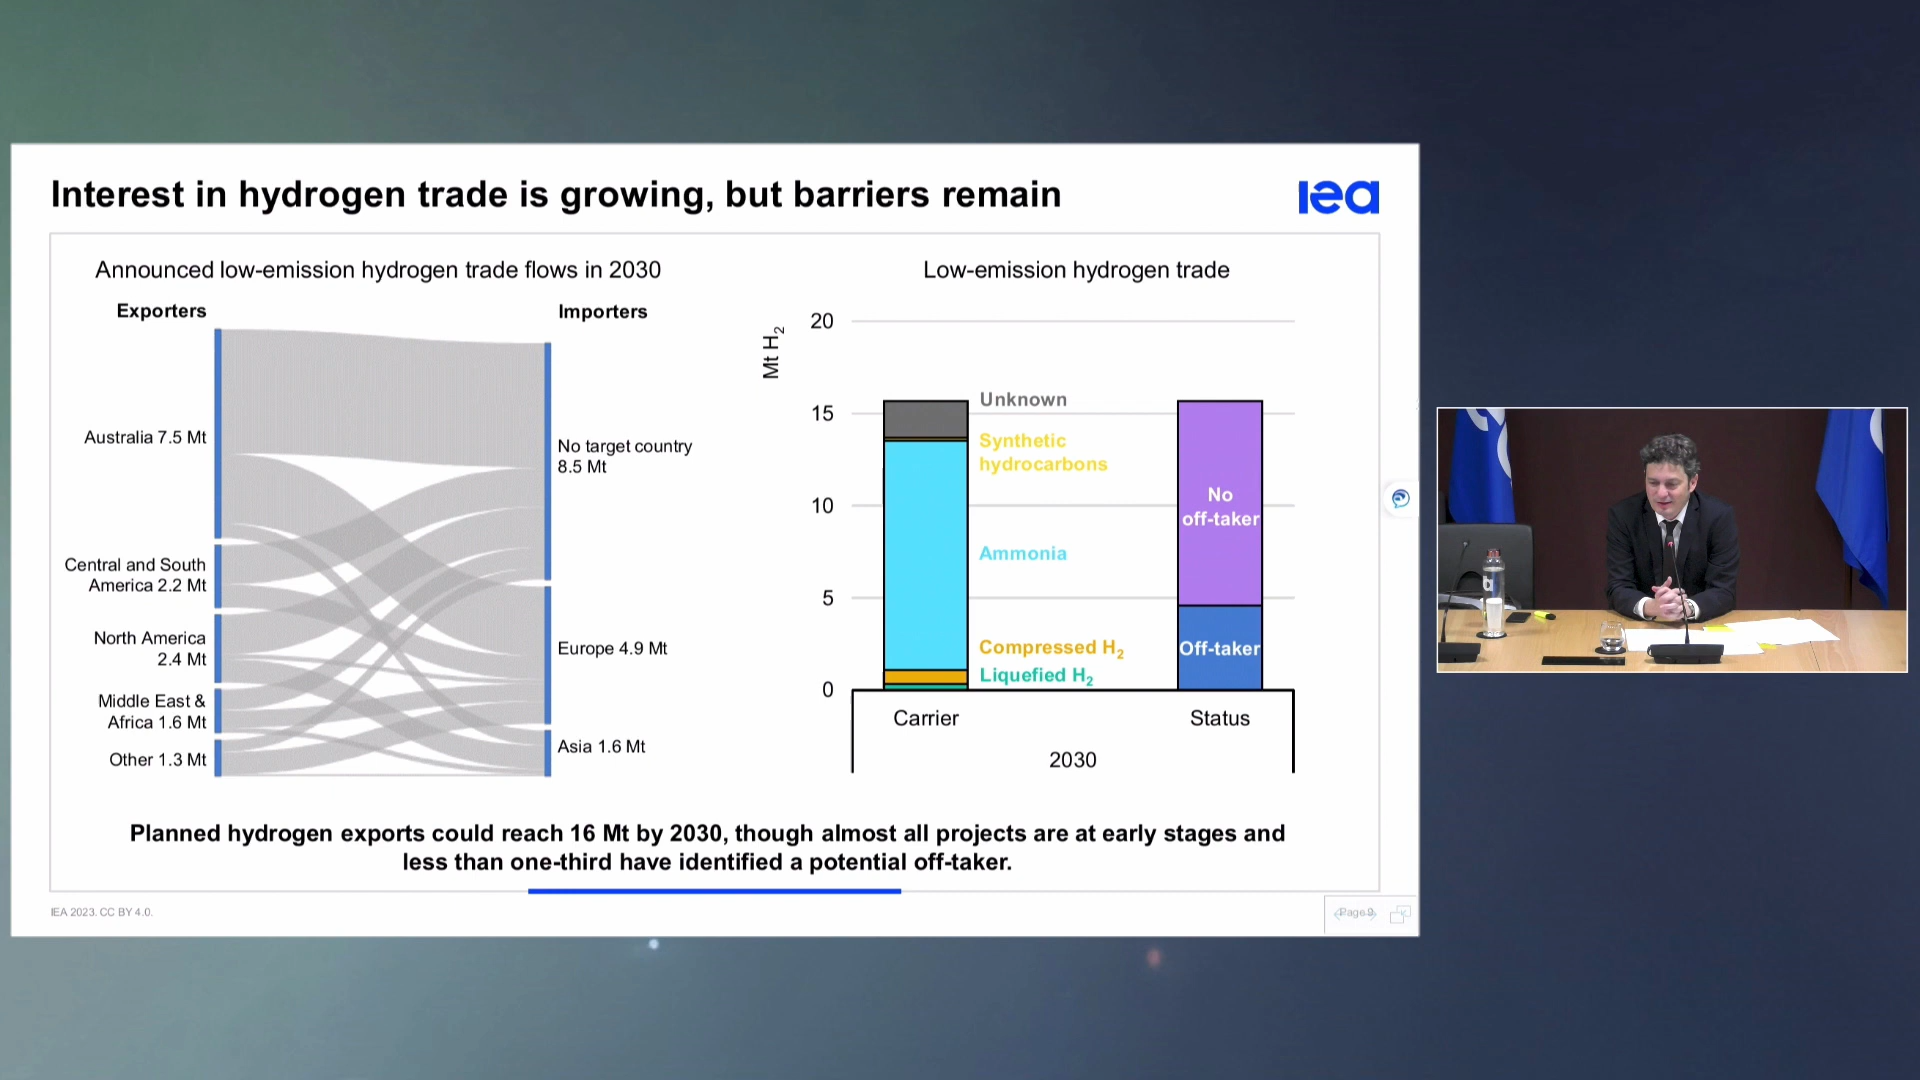 Interest in hydrogen trade is growing, but barriers remain
iea
Announced low-emission hydrogen trade flows in 2030
Exporters
Importers
Australia 7.5 Mt
Central and South
America 2.2 Mt
North America
2.4 Mt
Middle East &
Africa 1.6 Mt
Other 1.3 Mt
No target country
8.5 Mt
Europe 4.9 Mt
Asia 1.6 Mt
Low-emission hydrogen trade
Mt H2
20
15
10
5
0
Unknown
Synthetic
hydrocarbons
Ammonia
Compressed H2
Liquefied H2
No
off-taker
Off-taker
Carrier
Status
2030
Planned hydrogen exports could reach 16 Mt by 2030, though almost all projects are at early stages and
less than one-third have identified a potential off-taker.
IEA 2023. CC BY 4.0.
Page 9